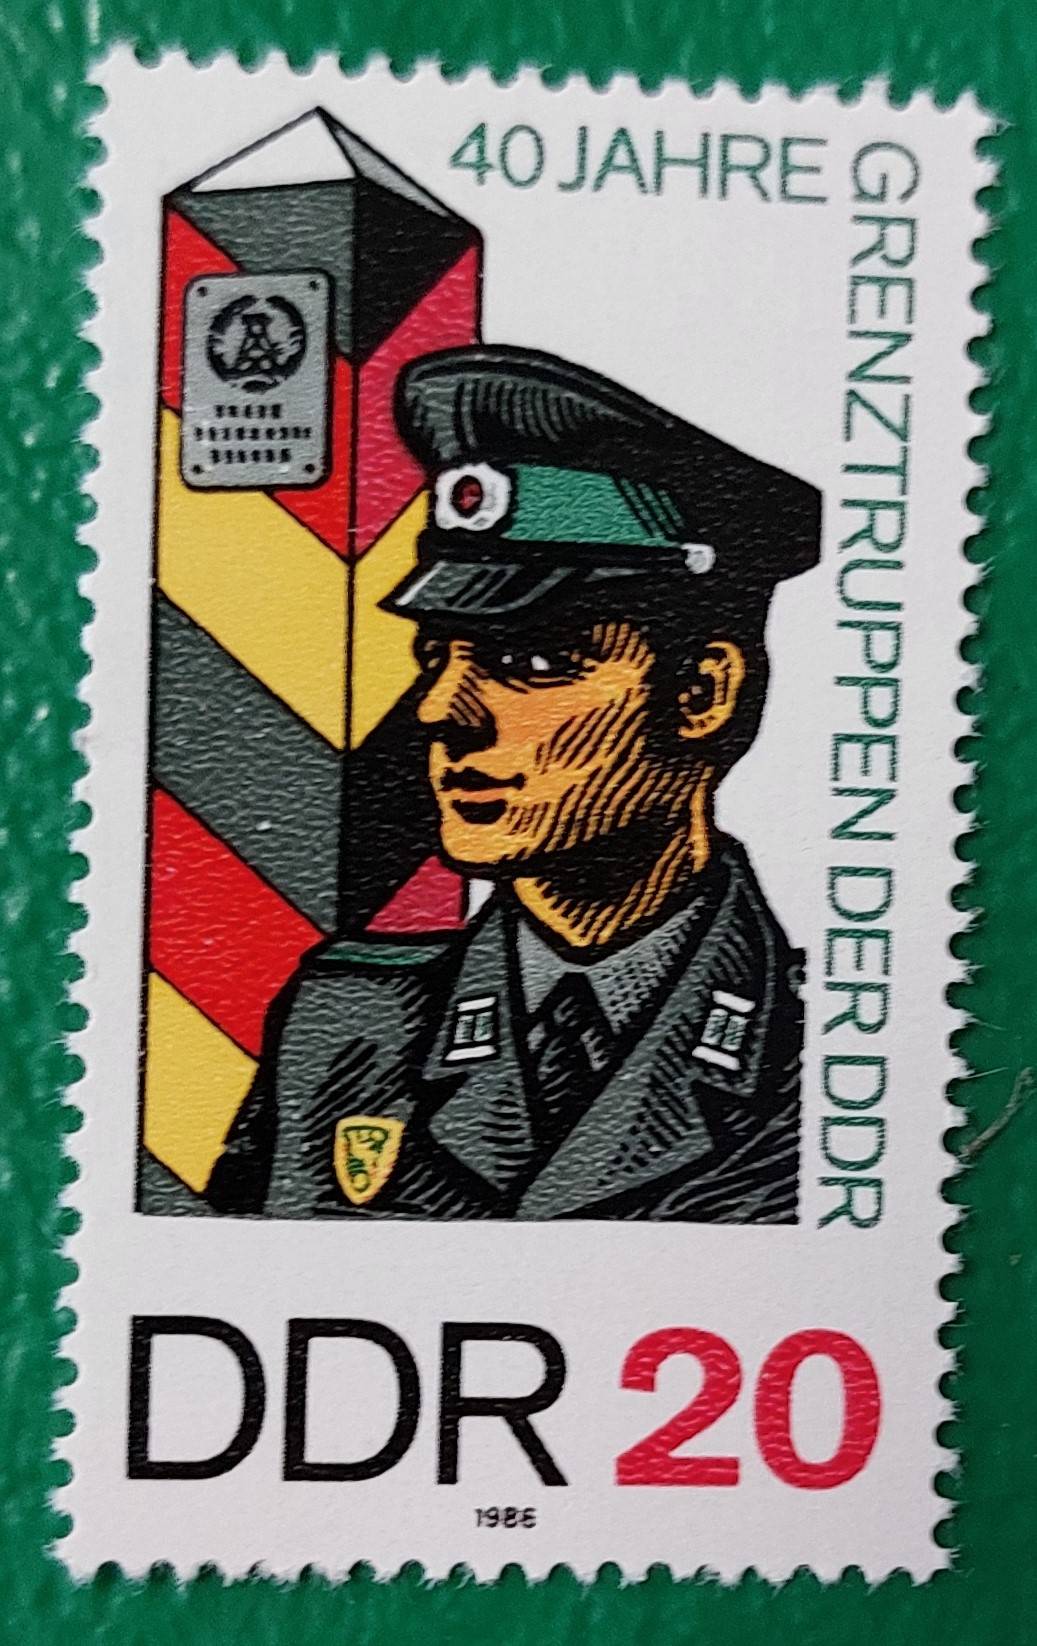 40 JAHRE
GRENZTRUPPEN DER DDR
DDR 20
1986